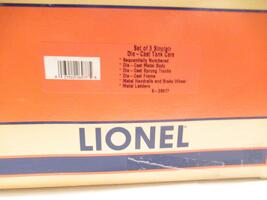 Set of 3 Sinclair
Die-Cast Tank Cars
• Sequentially Numbered
• Die-Cast Metal Body
• Die-Cast Sprung Trucks
• Die-Cast Frame
• Metal Handrails and Brake Wheel
• Metal Ladders
LIONEL